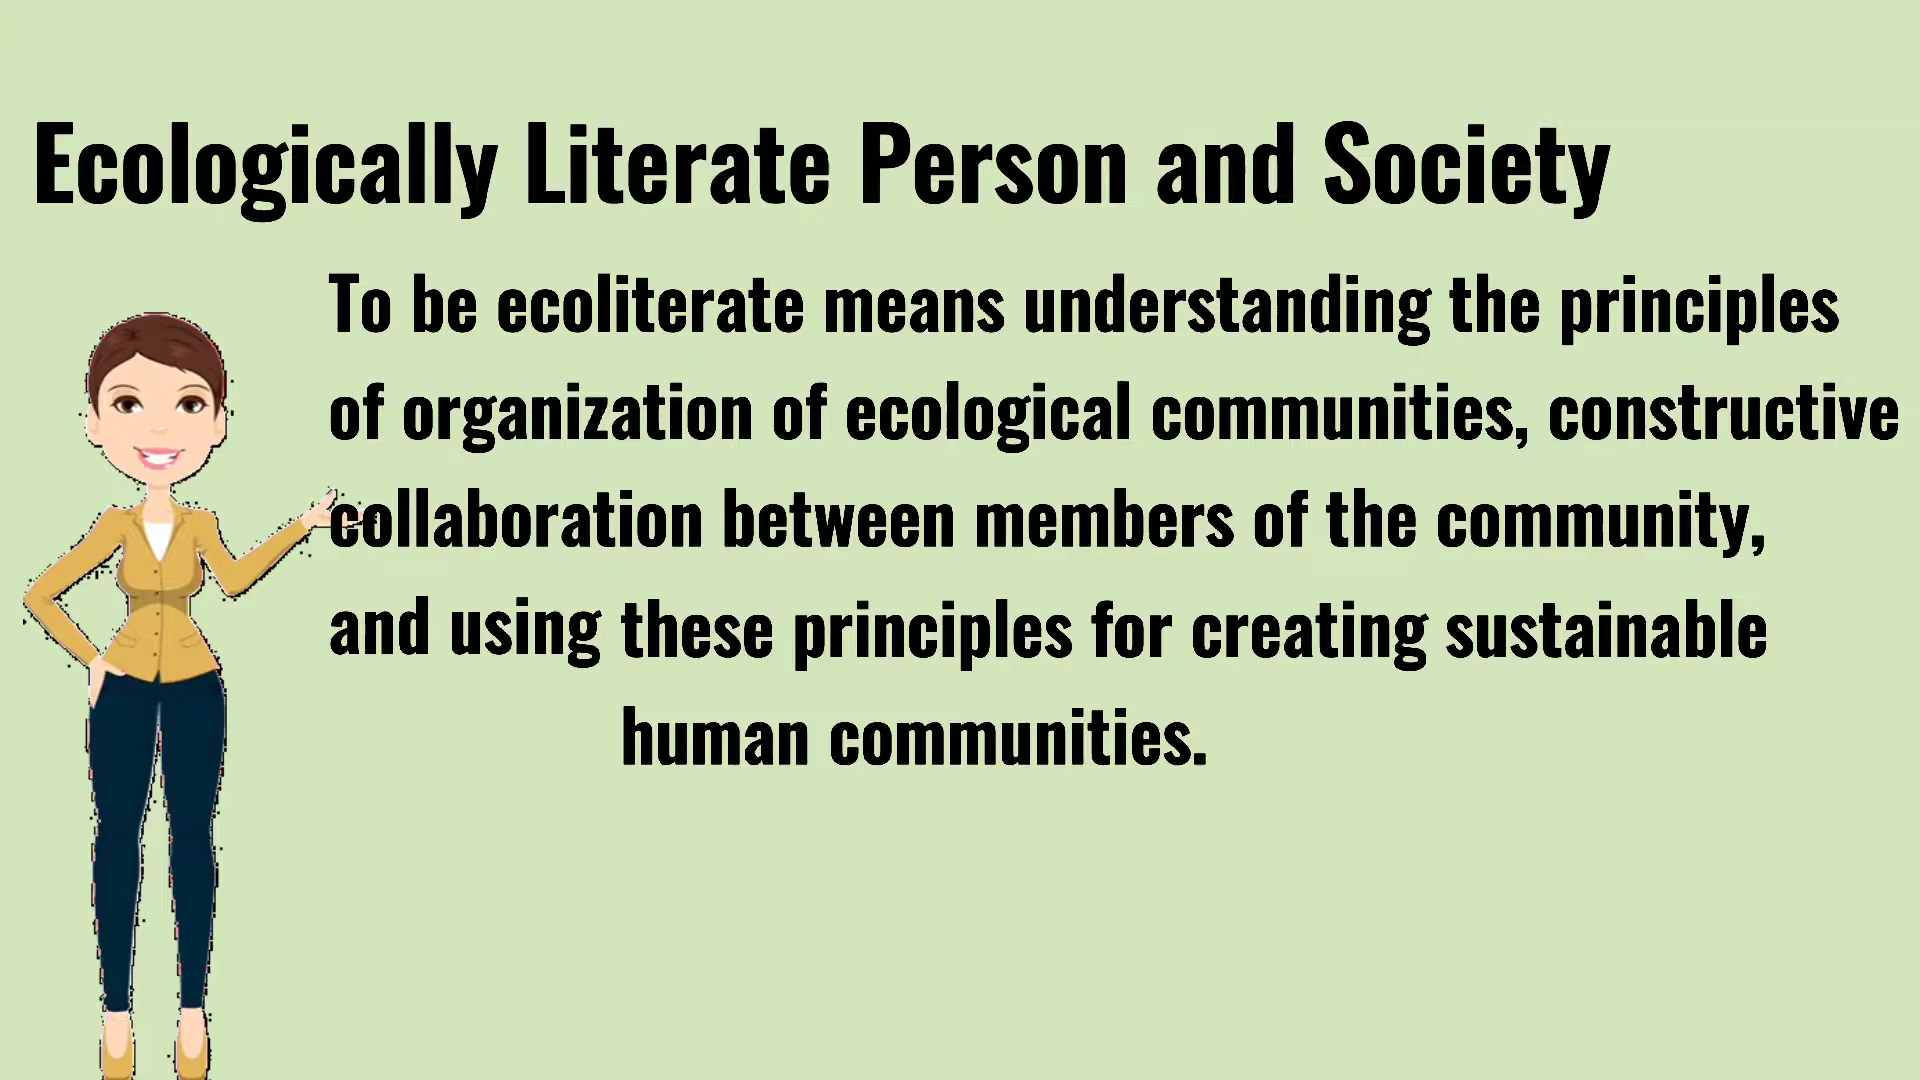 Ecologically Literate Person and Society
To be ecoliterate means understanding the principles
of organization of ecological communities, constructive
collaboration between members of the community,
and using these principles for creating sustainable
human communities.